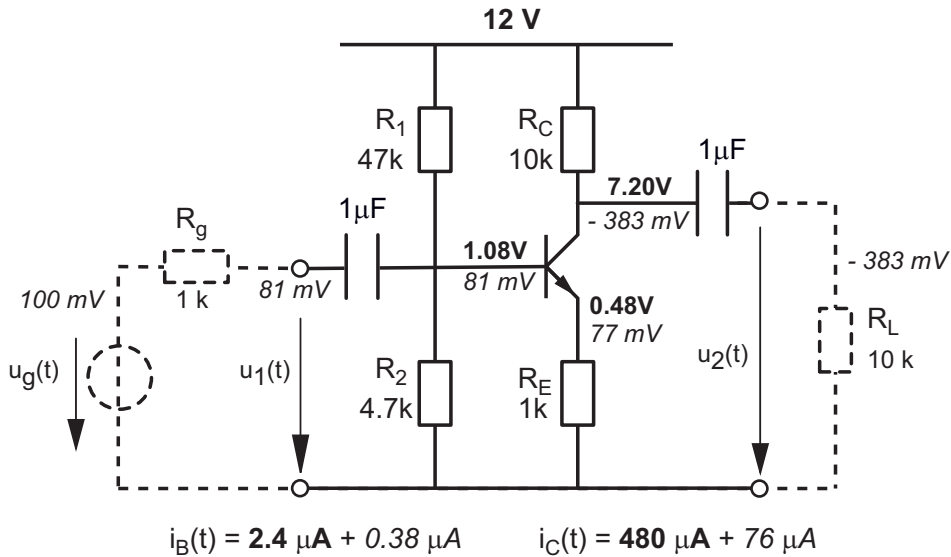 12 V
R1
47k
RC
10k
1μF
7.20V
- 383 mV
1μF
Rg
1 k
81 mV
1.08V
81 mV
- 383 mV
100 mV
0.48V
77 mV
RL
10 k
ug(t)
u1(t)
R2
4.7k
RE
1k
u2(t)
iB(t) = 2.4 μA + 0.38 μA
iC(t) = 480 μA + 76 μA